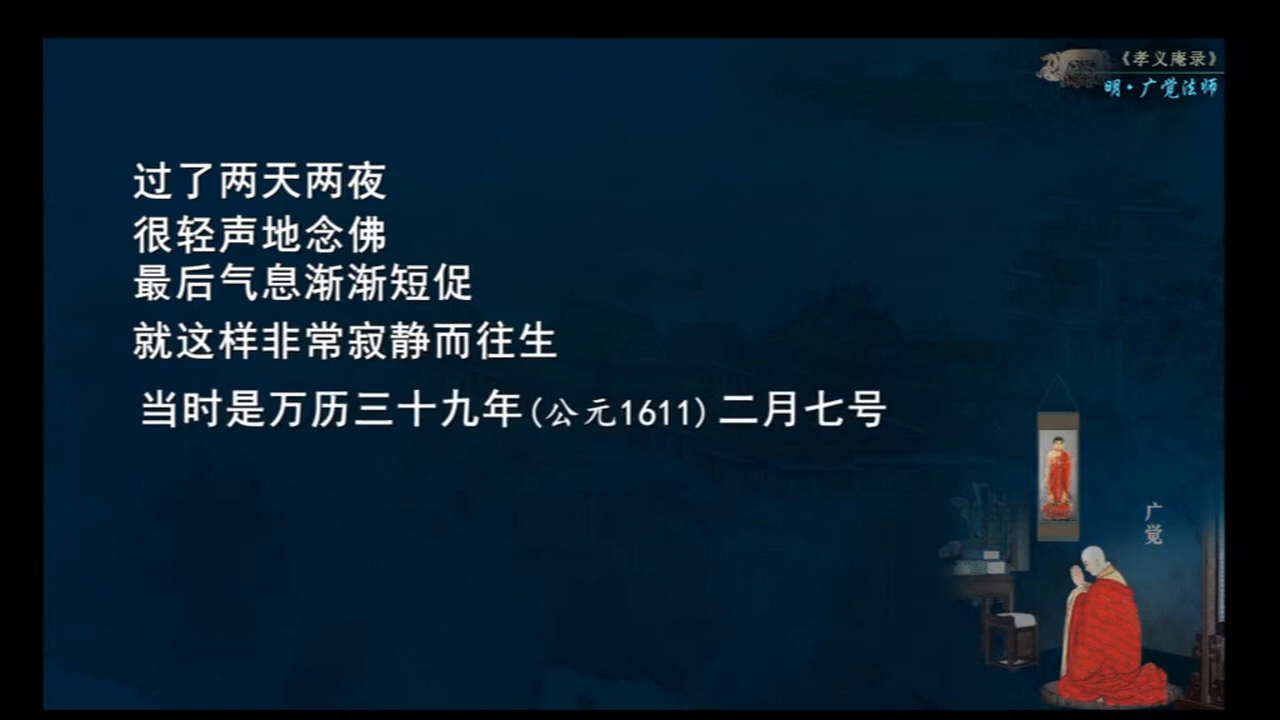 《孝义庵录》
明·广觉法师
过了两天两夜
很轻声地念佛
最后气息渐渐短促
就这样非常寂静而往生
当时是万历三十九年(公元1611)二月七号
广觉